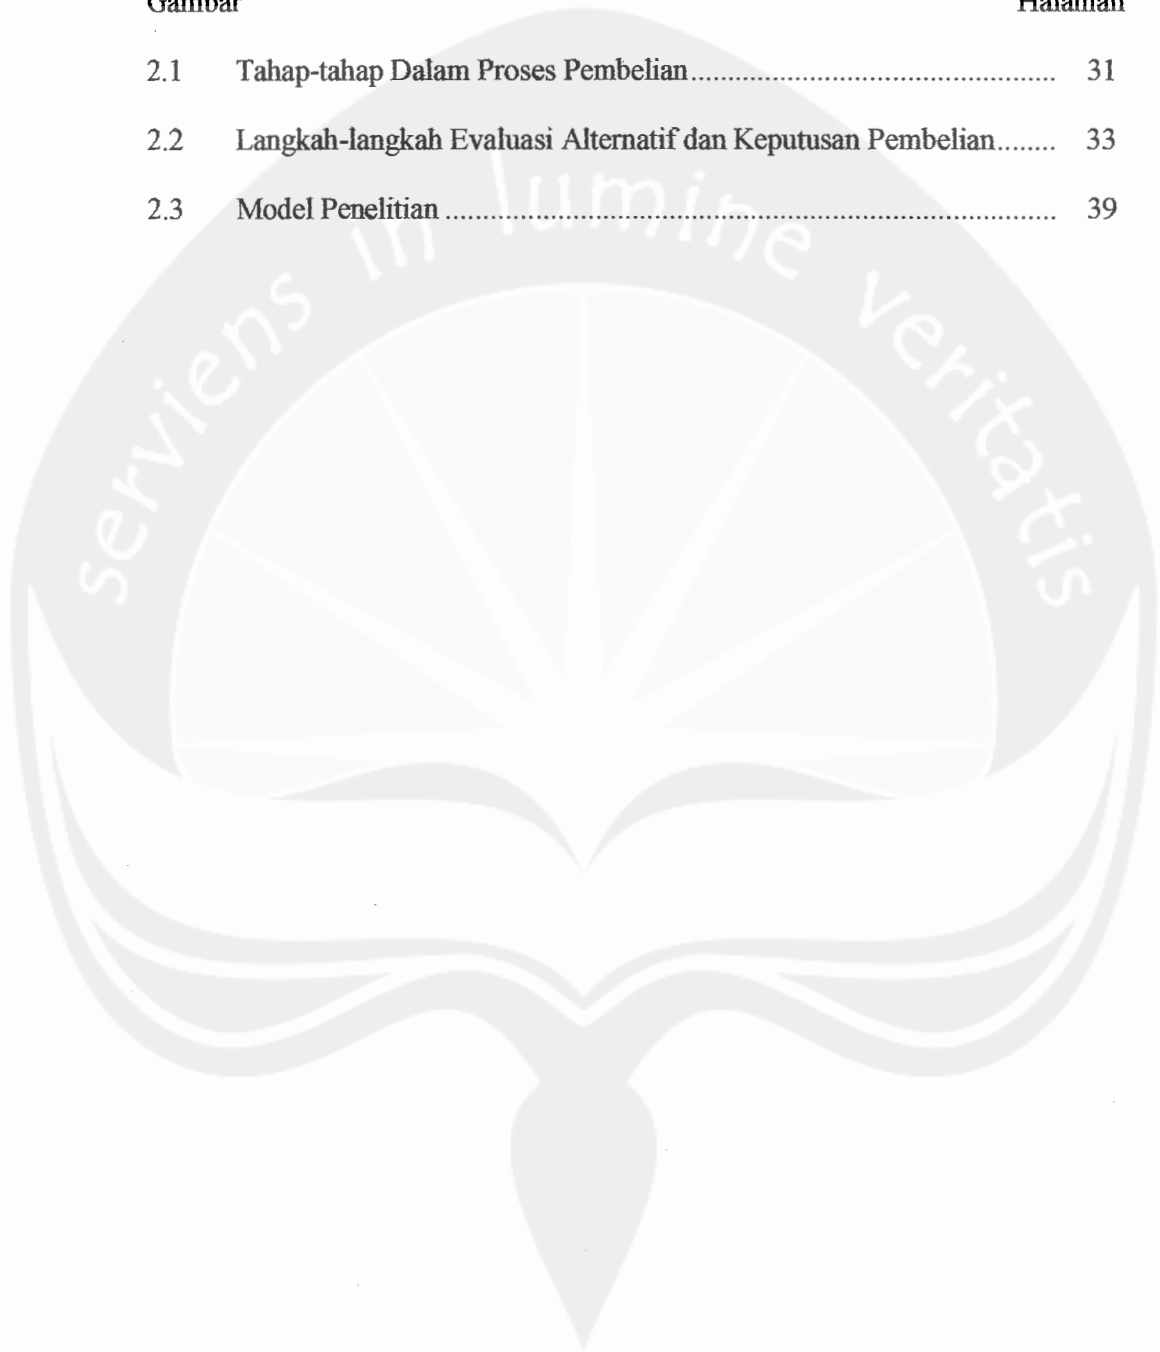 Gambar Halaman
2.1 Tahap-tahap Dalam Proses Pembelian................................................. 31
2.2 Langkah-langkah Evaluasi Alternatif dan Keputusan Pembelian........ 33
2.3 Model Penelitian .................................................................................. 39
serviens in lumine veritatis